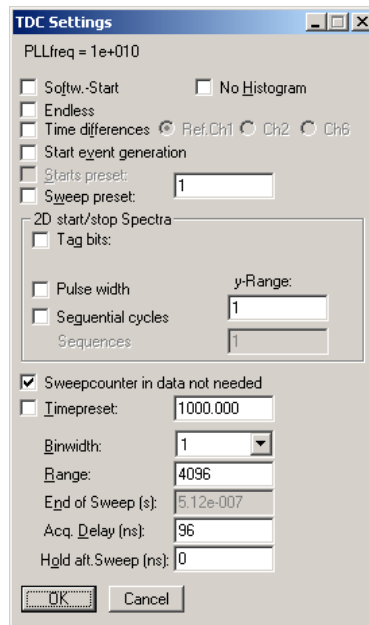 TDC Settings
PLLfreq = 1e+010
Softw.-Start No Histogram
Endless
Time differences Ref.Ch1 Ch2 Ch6
Start event generation
Starts preset:
1
Sweep preset:
2D start/stop Spectra
Tag bits:
Pulse width y-Range:
1
Sequential cycles
Sequences 1
Sweepcounter in data not needed
Timepreset: 1000.000
Binwidth: 1
Range: 4096
End of Sweep (s): 5.12e-007
Acq. Delay (ns): 96
Hold aft.Sweep (ns): 0
OK Cancel